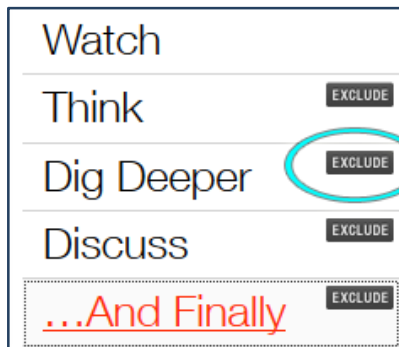 Watch
Think EXCLUDE
Dig Deeper EXCLUDE
Discuss EXCLUDE
...And Finally EXCLUDE